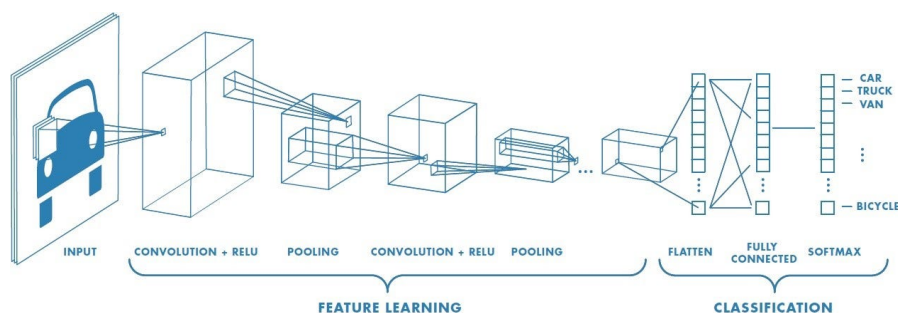 CAR
TRUCK
VAN
BICYCLE
INPUT
CONVOLUTION + RELU
POOLING
CONVOLUTION + RELU
POOLING
FLATTEN
FULLY
CONNECTED
SOFTMAX
FEATURE LEARNING
CLASSIFICATION